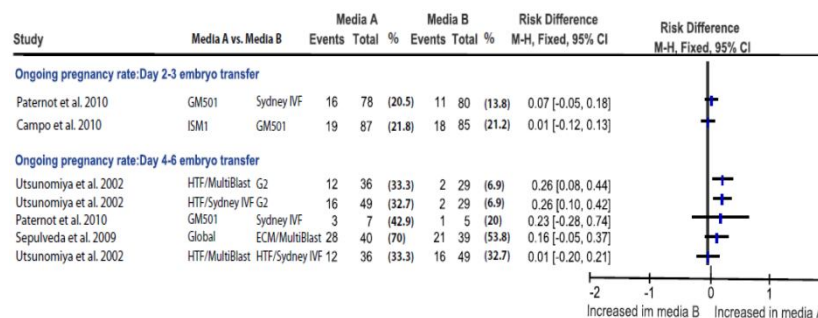 Media A Media B Risk Difference Risk Difference
Study Media A vs. Media B Events Total % Events Total % M-H, Fixed, 95% CI M-H, Fixed, 95% CI
Ongoing pregnancy rate:Day 2-3 embryo transfer
Paternot et al. 2010 GM501 Sydney IVF 16 78 (20.5) 11 80 (13.8) 0.07 [-0.05, 0.18]
Campo et al. 2010 ISM1 GM501 19 87 (21.8) 18 85 (21.2) 0.01 [-0.12, 0.13]
Ongoing pregnancy rate:Day 4-6 embryo transfer
Utsunomiya et al. 2002 HTF/MultiBlast G2 12 36 (33.3) 2 29 (6.9) 0.26 [0.08, 0.44]
Utsunomiya et al. 2002 HTF/Sydney IVF G2 16 49 (32.7) 2 29 (6.9) 0.26 [0.10, 0.42]
Paternot et al. 2010 GM501 Sydney IVF 3 7 (42.9) 1 5 (20) 0.23 [-0.28, 0.74]
Sepulveda et al. 2009 Global ECM/MultiBlast 28 40 (70) 21 39 (53.8) 0.16 [-0.05, 0.37]
Utsunomiya et al. 2002 HTF/MultiBlast HTF/Sydney IVF 12 36 (33.3) 16 49 (32.7) 0.01 [-0.20, 0.21]
-2 -1 0 1
Increased im media B Increased in media A